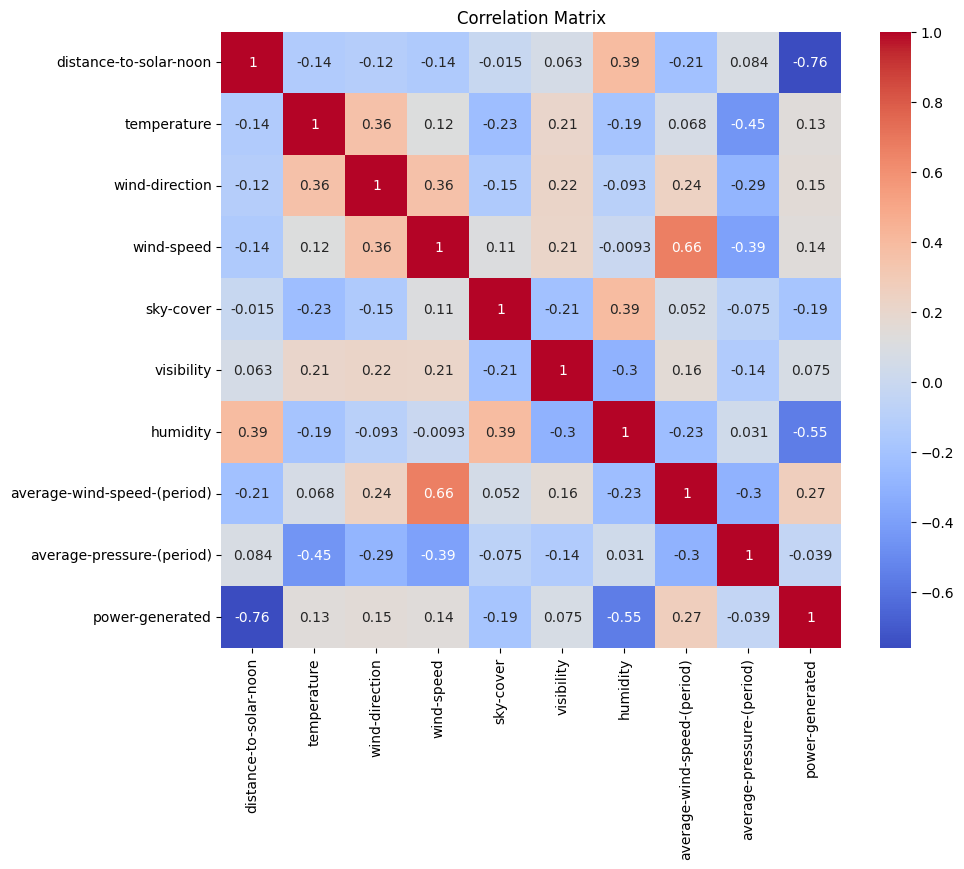 Correlation Matrix
distance-to-solar-noon 1 -0.14 -0.12 -0.14 -0.015 0.063 0.39 -0.21 0.084 -0.76
temperature -0.14 1 0.36 0.12 -0.23 0.21 -0.19 0.068 -0.45 0.13
wind-direction -0.12 0.36 1 0.36 -0.15 0.22 -0.093 0.24 -0.29 0.15
wind-speed -0.14 0.12 0.36 1 0.11 0.21 -0.0093 0.66 -0.39 0.14
sky-cover -0.015 -0.23 -0.15 0.11 1 -0.21 0.39 0.052 -0.075 -0.19
visibility 0.063 0.21 0.22 0.21 -0.21 1 -0.3 0.16 -0.14 0.075
humidity 0.39 -0.19 -0.093 -0.0093 0.39 -0.3 1 -0.23 0.031 -0.55
average-wind-speed-(period) -0.21 0.068 0.24 0.66 0.052 0.16 -0.23 1 -0.3 0.27
average-pressure-(period) 0.084 -0.45 -0.29 -0.39 -0.075 -0.14 0.031 -0.3 1 -0.039
power-generated -0.76 0.13 0.15 0.14 -0.19 0.075 -0.55 0.27 -0.039 1
distance-to-solar-noon
temperature
wind-direction
wind-speed
sky-cover
visibility
humidity
average-wind-speed-(period)
average-pressure-(period)
power-generated
1.0
0.8
0.6
0.4
0.2
0.0
−0.2
−0.4
−0.6